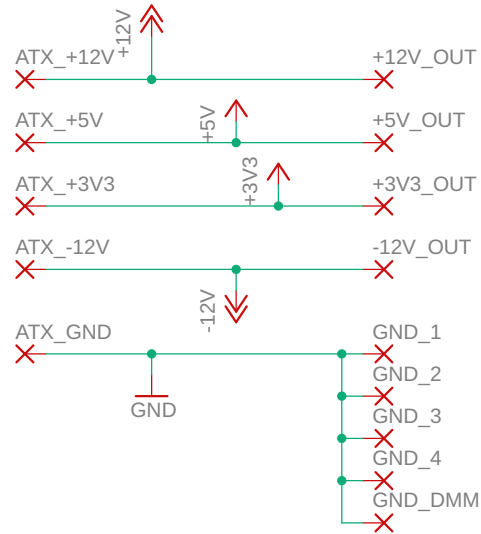 +12V
ATX_+12V
+12V_OUT
+5V
ATX_+5V
+5V_OUT
+3V3
ATX_+3V3
+3V3_OUT
ATX_-12V
-12V_OUT
-12V
ATX_GND
GND_1
GND_2
GND
GND_3
GND_4
GND_DMM